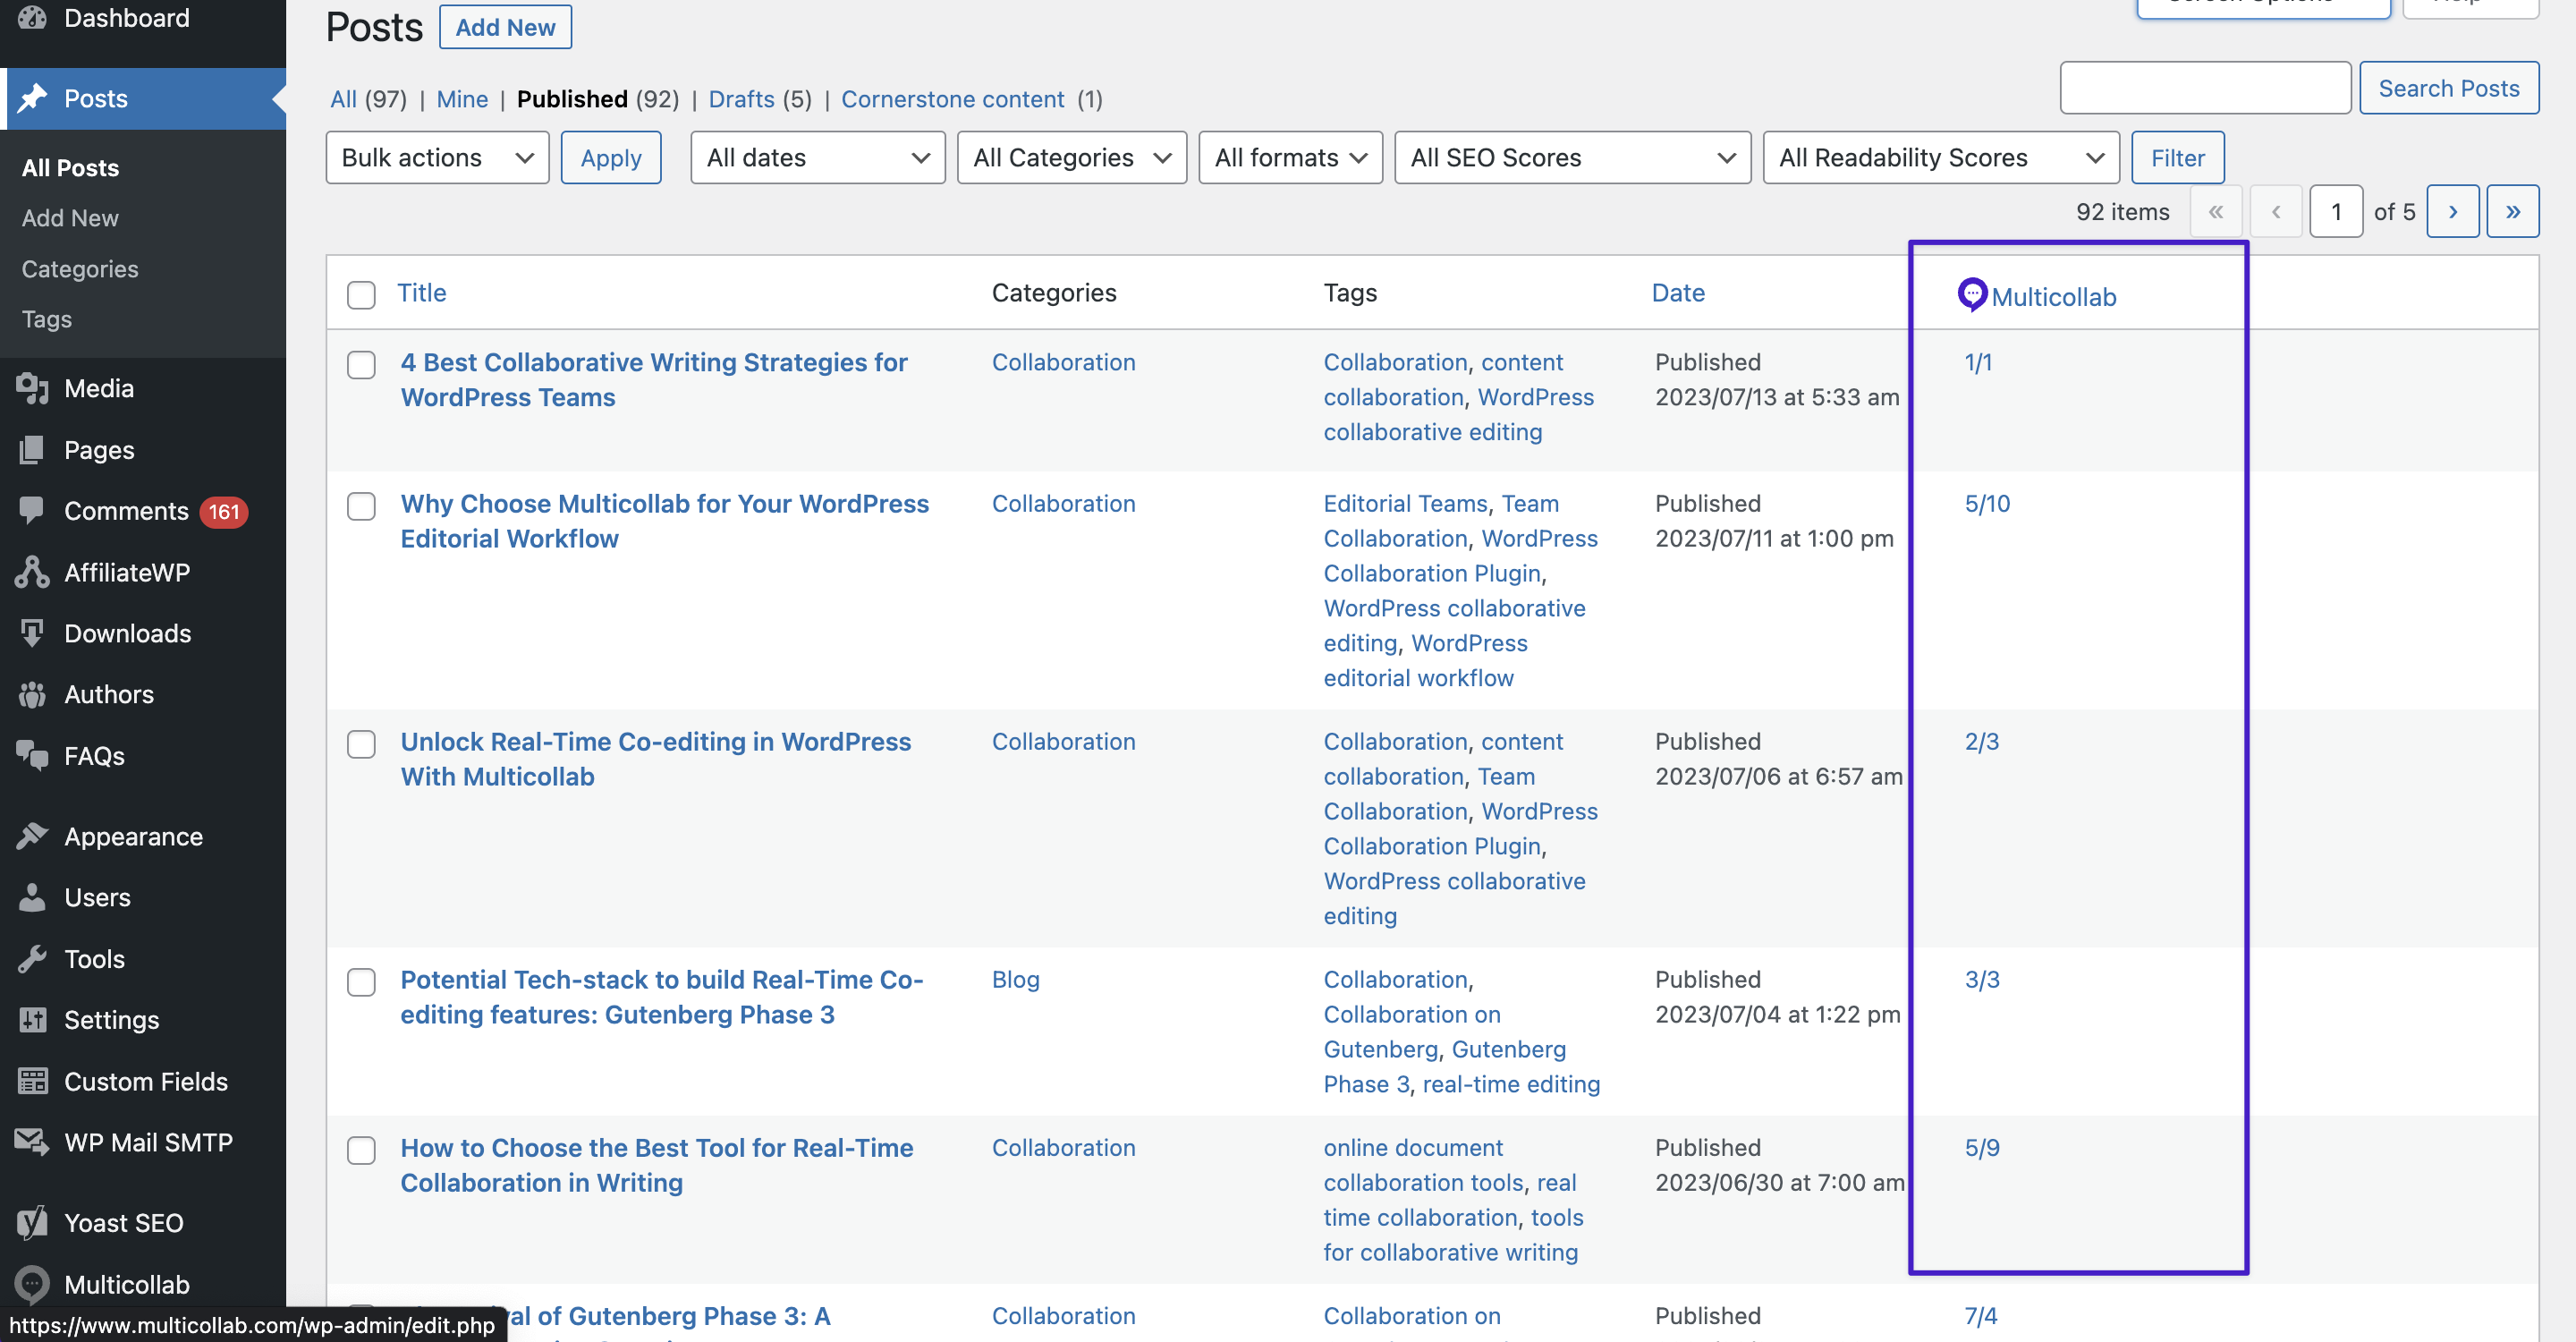 Dashboard
Posts
All Posts
Add New
Categories
Tags
Media
Pages
Comments 161
AffiliateWP
Downloads
Authors
FAQs
Appearance
Users
Tools
Settings
Custom Fields
WP Mail SMTP
Yoast SEO
Multicollab
https://www.multicollab.com/wp-admin/edit.php
Posts Add New
Screen Options Help
All (97) | Mine | Published (92) | Drafts (5) | Cornerstone content (1)
Search Posts
Bulk actions Apply All dates All Categories All formats All SEO Scores All Readability Scores Filter
92 items « ‹ 1 of 5 › »
Title Categories Tags Date Multicollab
4 Best Collaborative Writing Strategies for
WordPress Teams
Collaboration
Collaboration, content
collaboration, WordPress
collaborative editing
Published
2023/07/13 at 5:33 am
1/1
Why Choose Multicollab for Your WordPress
Editorial Workflow
Collaboration
Editorial Teams, Team
Collaboration, WordPress
Collaboration Plugin,
WordPress collaborative
editing, WordPress
editorial workflow
Published
2023/07/11 at 1:00 pm
5/10
Unlock Real-Time Co-editing in WordPress
With Multicollab
Collaboration
Collaboration, content
collaboration, Team
Collaboration, WordPress
Collaboration Plugin,
WordPress collaborative
editing
Published
2023/07/06 at 6:57 am
2/3
Potential Tech-stack to build Real-Time Co-
editing features: Gutenberg Phase 3
Blog
Collaboration,
Collaboration on
Gutenberg, Gutenberg
Phase 3, real-time editing
Published
2023/07/04 at 1:22 pm
3/3
How to Choose the Best Tool for Real-Time
Collaboration in Writing
Collaboration
online document
collaboration tools, real
time collaboration, tools
for collaborative writing
Published
2023/06/30 at 7:00 am
5/9
of Gutenberg Phase 3: A
Collaboration
Collaboration on
Published
7/4